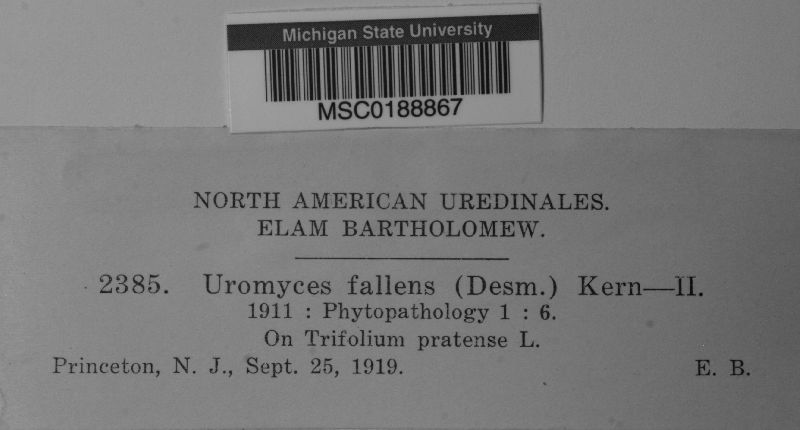 Michigan State University
MSC0188867
NORTH AMERICAN UREDINALES.
ELAM BARTHOLOMEW.
2385. Uromyces fallens (Desm.) Kern—II.
1911 : Phytopathology 1 : 6.
On Trifolium pratense L.
Princeton, N. J., Sept. 25, 1919. E. B.